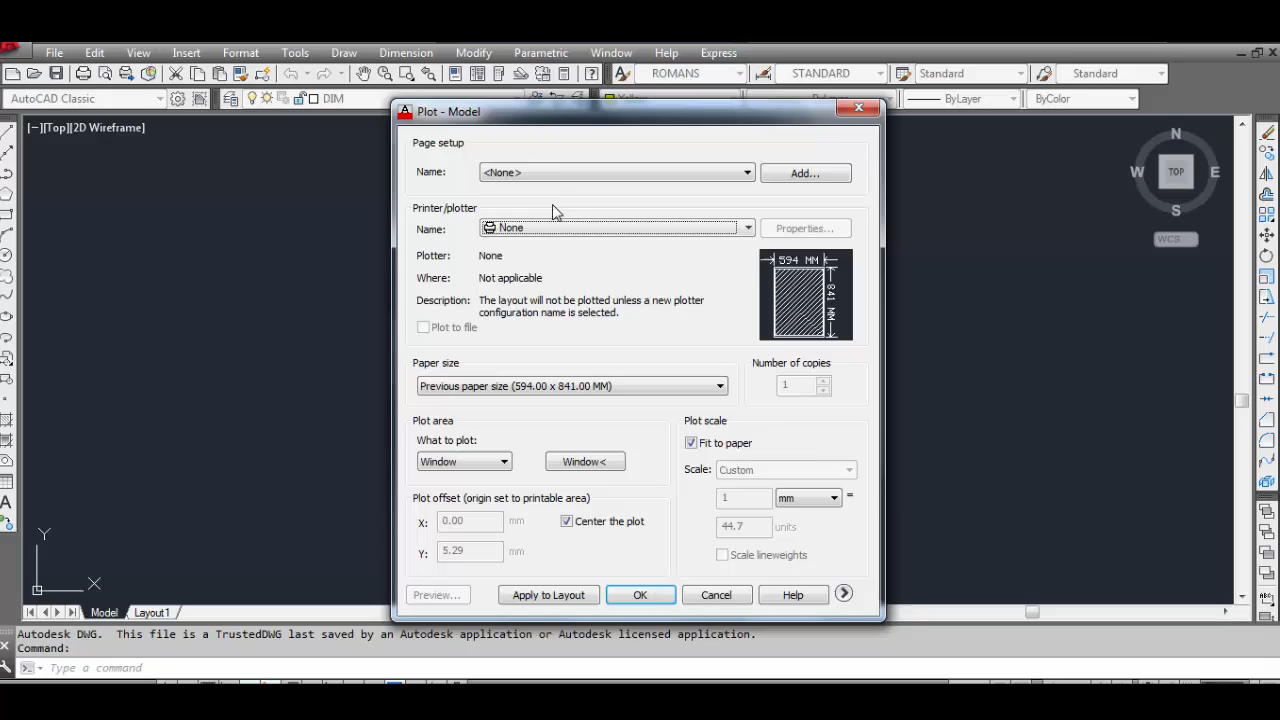 File Edit View Insert Format Tools Draw Dimension Modify Parametric Window Help Express
ROMANS STANDARD Standard Standard
AutoCAD Classic DIM ByLayer ByColor
Plot - Model
[−][Top][2D Wireframe]
N
W TOP E
S
WCS
Page setup
Name: <None> Add...
Printer/plotter
Name: None Properties...
Plotter: None
Where: Not applicable
Description: The layout will not be plotted unless a new plotter
configuration name is selected.
Plot to file
594 MM
841 MM
Paper size
Previous paper size (594.00 x 841.00 MM)
Number of copies
1
Plot area
What to plot:
Window Window<
Plot scale
Fit to paper
Scale: Custom
1 mm =
44.7 units
Scale lineweights
Plot offset (origin set to printable area)
X: 0.00 mm Center the plot
Y: 5.29 mm
Preview... Apply to Layout OK Cancel Help
Y
X
Model Layout1
Autodesk DWG. This file is a TrustedDWG last saved by an Autodesk application or Autodesk licensed application.
Command:
Type a command